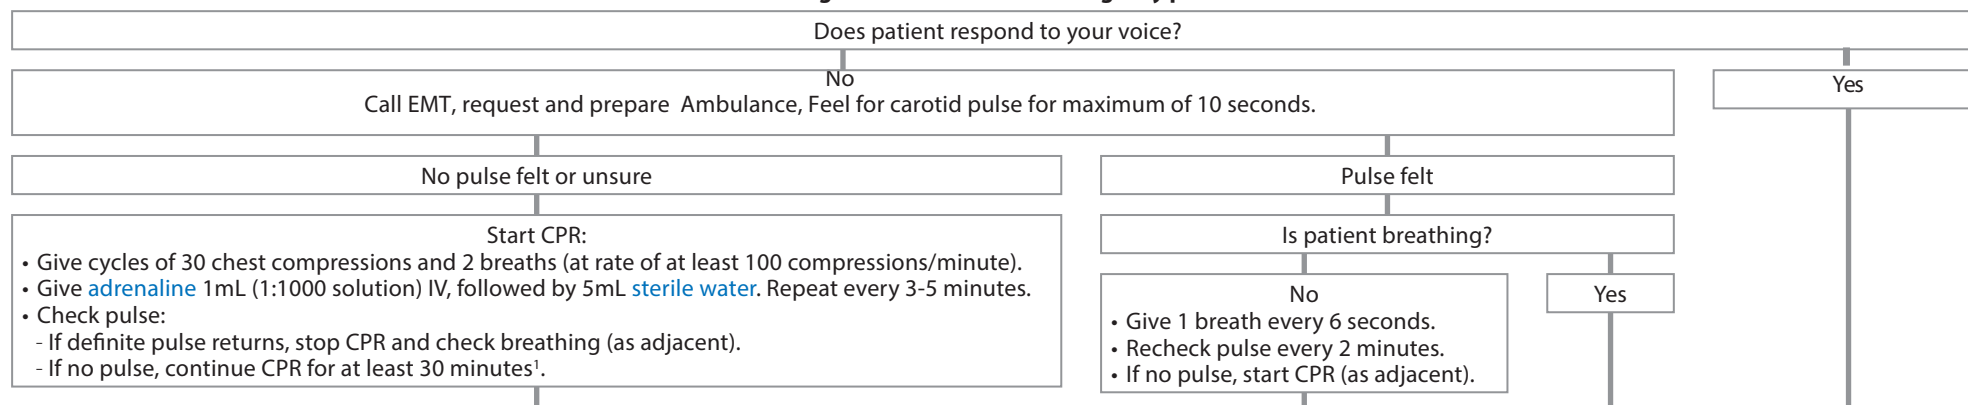 Does patient respond to your voice?
No
Call EMT, request and prepare Ambulance, Feel for carotid pulse for maximum of 10 seconds.
Yes
No pulse felt or unsure
Pulse felt
Start CPR:
• Give cycles of 30 chest compressions and 2 breaths (at rate of at least 100 compressions/minute).
• Give adrenaline 1mL (1:1000 solution) IV, followed by 5mL sterile water. Repeat every 3-5 minutes.
• Check pulse:
- If definite pulse returns, stop CPR and check breathing (as adjacent).
- If no pulse, continue CPR for at least 30 minutes¹.
Is patient breathing?
No
• Give 1 breath every 6 seconds.
• Recheck pulse every 2 minutes.
• If no pulse, start CPR (as adjacent).
Yes